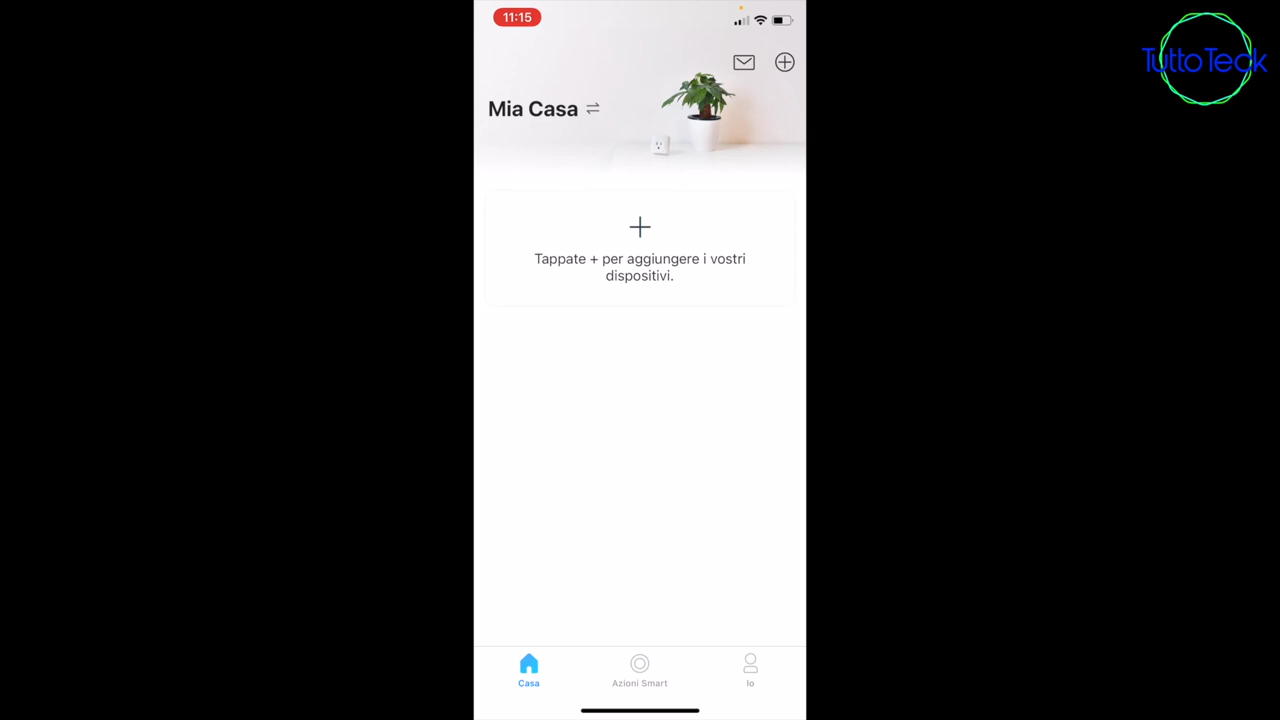 11:15
TuttoTeck
Mia Casa
Tappate + per aggiungere i vostri
dispositivi.
Casa
Azioni Smart
Io